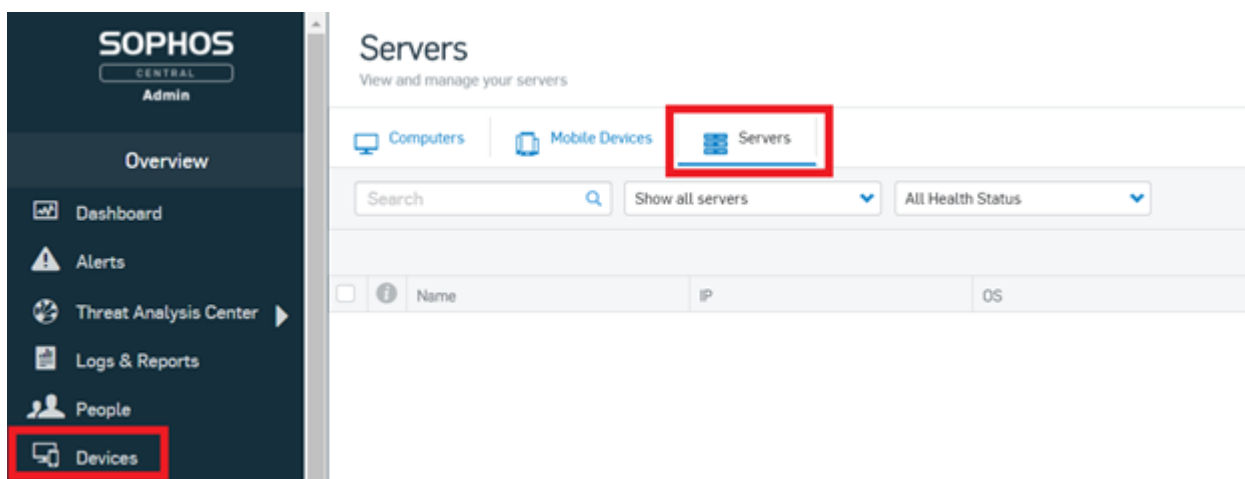 SOPHOS
CENTRAL
Admin
Overview
Dashboard
Alerts
Threat Analysis Center
Logs & Reports
People
Devices
Servers
View and manage your servers
Computers
Mobile Devices
Servers
Search
Show all servers
All Health Status
Name
IP
OS